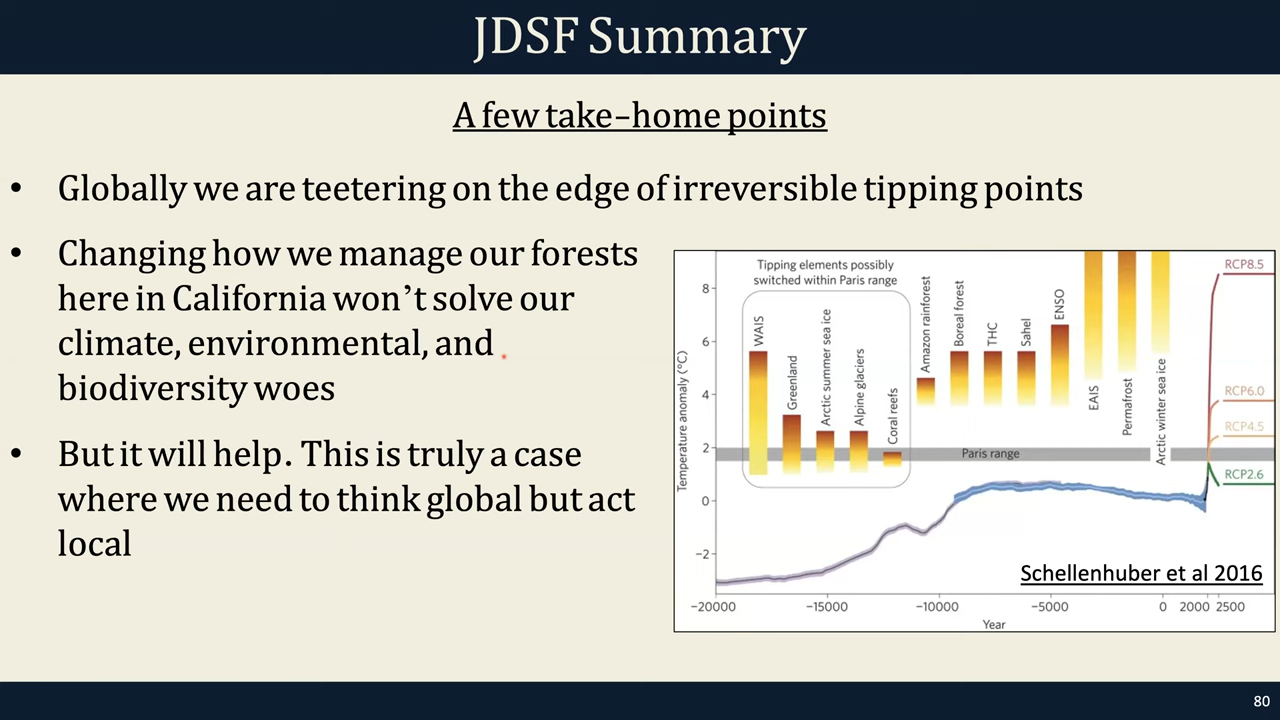 JDSF Summary
A few take-home points
• Globally we are teetering on the edge of irreversible tipping points
• Changing how we manage our forests
here in California won't solve our
climate, environmental, and
biodiversity woes
• But it will help. This is truly a case
where we need to think global but act
local
Tipping elements possibly
switched within Paris range
WAIS
Greenland
Arctic summer sea ice
Alpine glaciers
Coral reefs
Amazon rainforest
Boreal forest
THC
Sahel
ENSO
EAIS
Permafrost
Arctic winter sea ice
RCP8.5
RCP6.0
RCP4.5
RCP2.6
Paris range
Temperature anomaly (°C)
8
6
4
2
0
−2
Schellenhuber et al 2016
−20000 −15000 −10000 −5000 0 2000 2500
Year
80